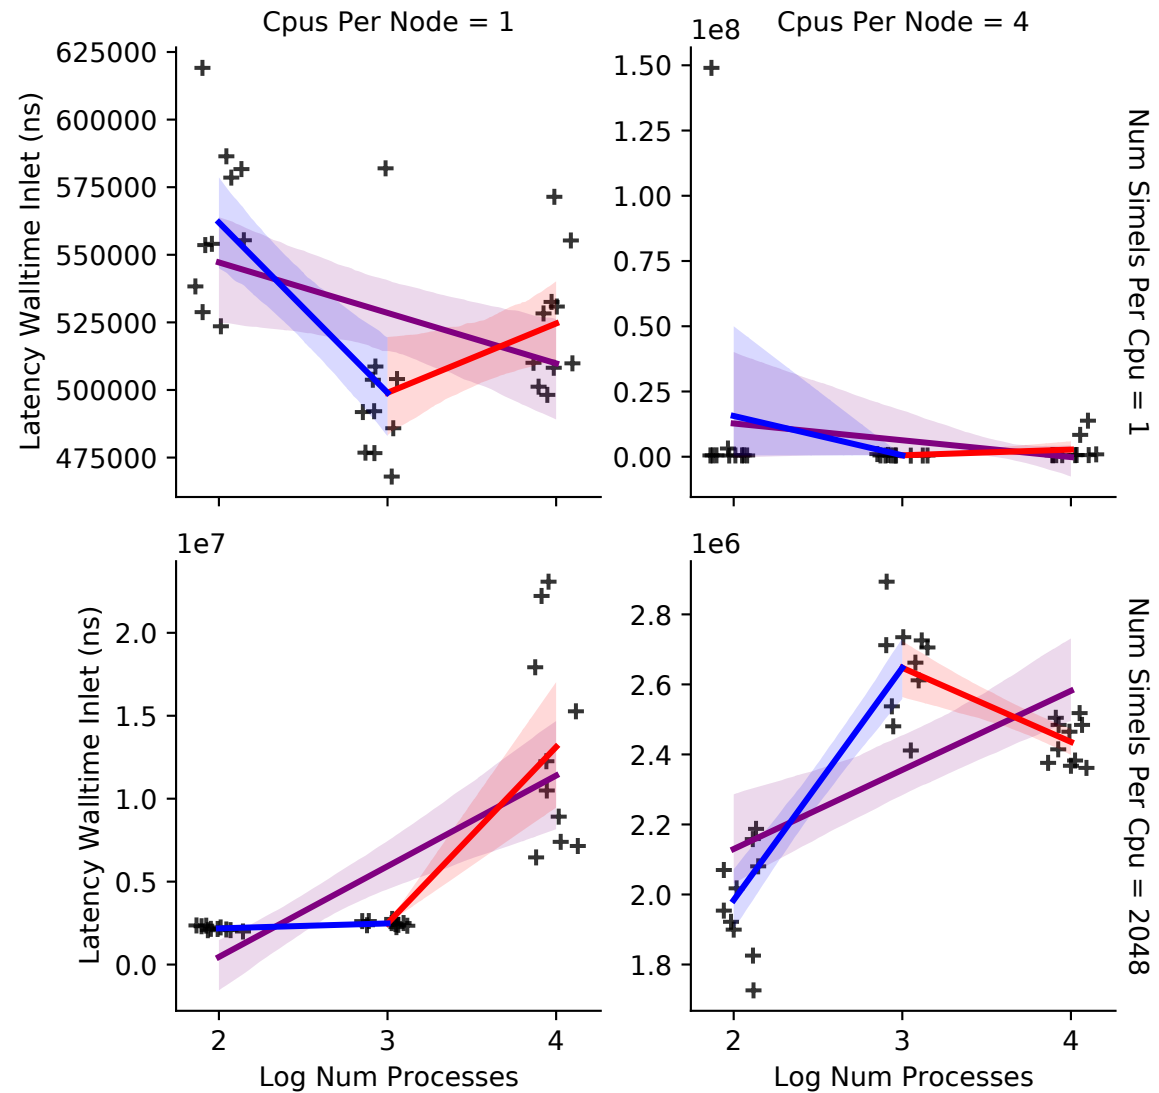 Cpus Per Node = 1
Cpus Per Node = 4
1e8
625000
600000
575000
550000
525000
500000
475000
Latency Walltime Inlet (ns)
1.50
1.25
1.00
0.75
0.50
0.25
0.00
Num Simels Per Cpu = 1
1e7
2.0
1.5
1.0
0.5
0.0
Latency Walltime Inlet (ns)
2
3
4
Log Num Processes
1e6
2.8
2.6
2.4
2.2
2.0
1.8
2
3
4
Log Num Processes
Num Simels Per Cpu = 2048